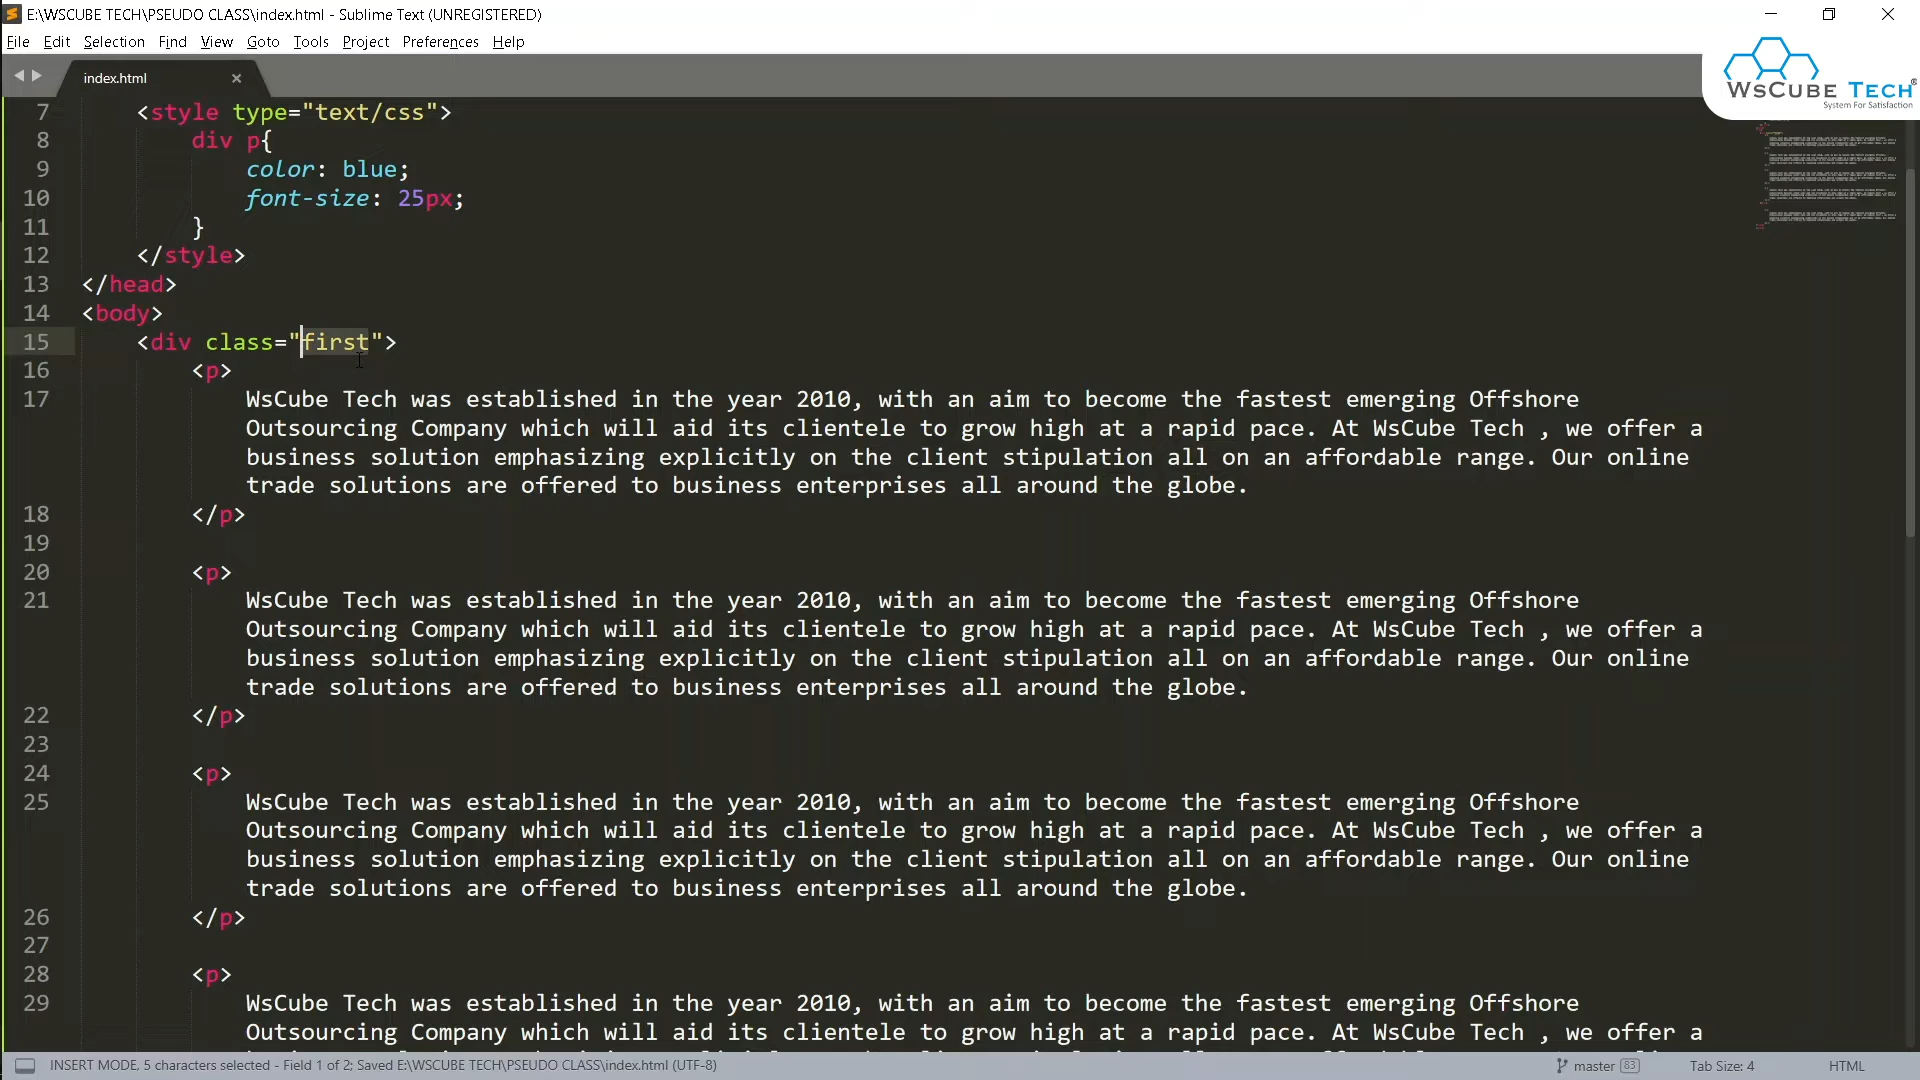 E:\WSCUBE TECH\PSEUDO CLASS\index.html - Sublime Text (UNREGISTERED)
File Edit Selection Find View Goto Tools Project Preferences Help
WsCube TECH®
System For Satisfaction
index.html ×
7 <style type="text/css">
8 div p{
9 color: blue;
10 font-size: 25px;
11 }
12 </style>
13 </head>
14 <body>
15 <div class="first">
16 <p>
17 WsCube Tech was established in the year 2010, with an aim to become the fastest emerging Offshore
Outsourcing Company which will aid its clientele to grow high at a rapid pace. At WsCube Tech , we offer a
business solution emphasizing explicitly on the client stipulation all on an affordable range. Our online
trade solutions are offered to business enterprises all around the globe.
18 </p>
19
20 <p>
21 WsCube Tech was established in the year 2010, with an aim to become the fastest emerging Offshore
Outsourcing Company which will aid its clientele to grow high at a rapid pace. At WsCube Tech , we offer a
business solution emphasizing explicitly on the client stipulation all on an affordable range. Our online
trade solutions are offered to business enterprises all around the globe.
22 </p>
23
24 <p>
25 WsCube Tech was established in the year 2010, with an aim to become the fastest emerging Offshore
Outsourcing Company which will aid its clientele to grow high at a rapid pace. At WsCube Tech , we offer a
business solution emphasizing explicitly on the client stipulation all on an affordable range. Our online
trade solutions are offered to business enterprises all around the globe.
26 </p>
27
28 <p>
29 WsCube Tech was established in the year 2010, with an aim to become the fastest emerging Offshore
Outsourcing Company which will aid its clientele to grow high at a rapid pace. At WsCube Tech , we offer a
INSERT MODE, 5 characters selected - Field 1 of 2; Saved E:\WSCUBE TECH\PSEUDO CLASS\index.html (UTF-8) master 83 Tab Size: 4 HTML